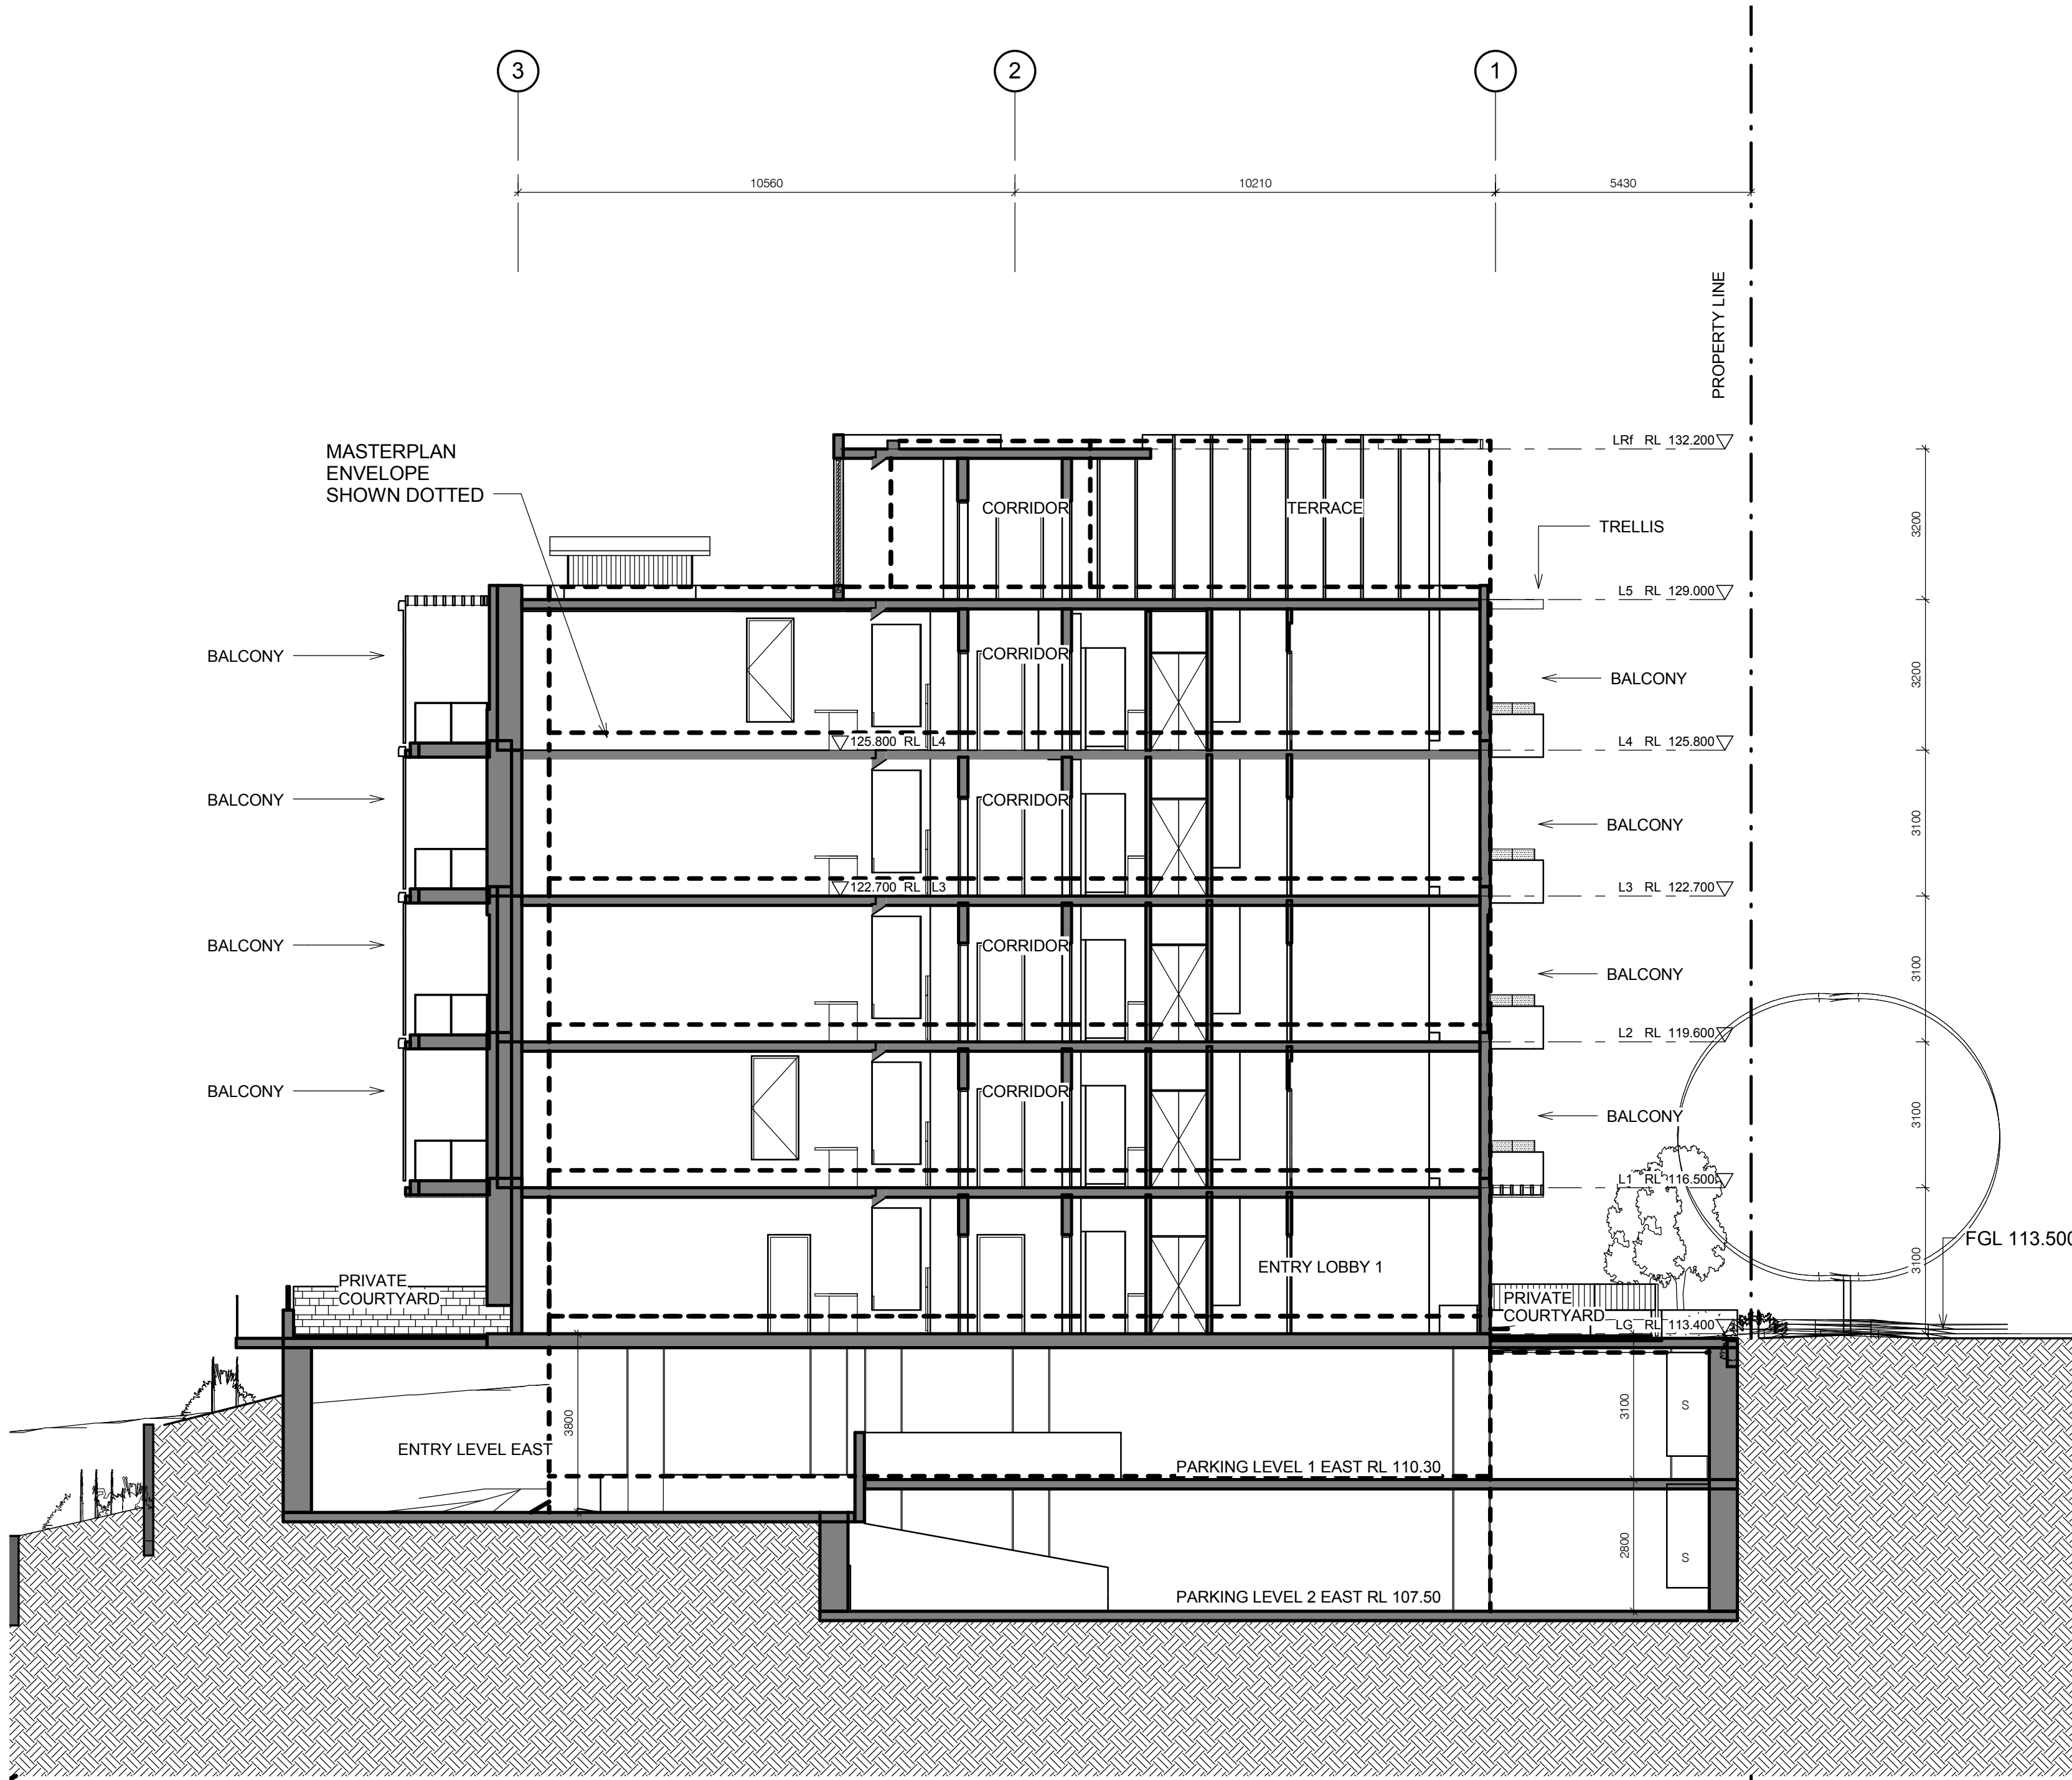 3
2
1
10560
10210
5430
PROPERTY LINE
MASTERPLAN
ENVELOPE
SHOWN DOTTED
LRf RL 132.200
CORRIDOR
TERRACE
3200
TRELLIS
L5 RL 129.000
BALCONY
CORRIDOR
BALCONY
3200
125.800 RL L4
L4 RL 125.800
BALCONY
CORRIDOR
BALCONY
3100
122.700 RL L3
L3 RL 122.700
BALCONY
CORRIDOR
BALCONY
3100
L2 RL 119.600
BALCONY
CORRIDOR
BALCONY
3100
L1 RL 116.500
FGL 113.500
ENTRY LOBBY 1
3100
PRIVATE
COURTYARD
PRIVATE
COURTYARD
LG RL 113.400
3800
3100
S
ENTRY LEVEL EAST
PARKING LEVEL 1 EAST RL 110.30
2800
S
PARKING LEVEL 2 EAST RL 107.50